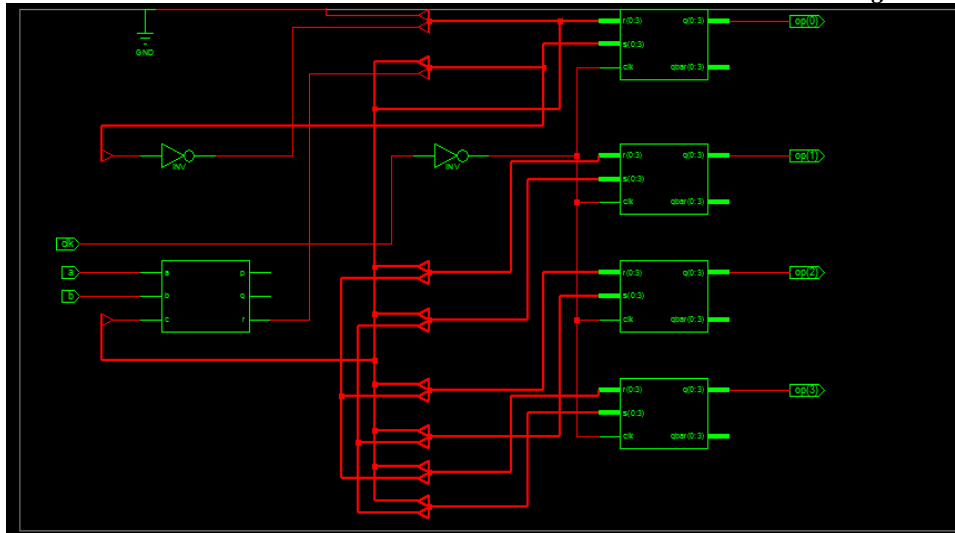 GND
r(0:3) q(0:3) op(0)
s(0:3)
clk qbar(0:3)
INV INV
r(0:3) q(0:3) op(1)
s(0:3)
clk qbar(0:3)
clk
a a p
b b q
c r
r(0:3) q(0:3) op(2)
s(0:3)
clk qbar(0:3)
r(0:3) q(0:3) op(3)
s(0:3)
clk qbar(0:3)